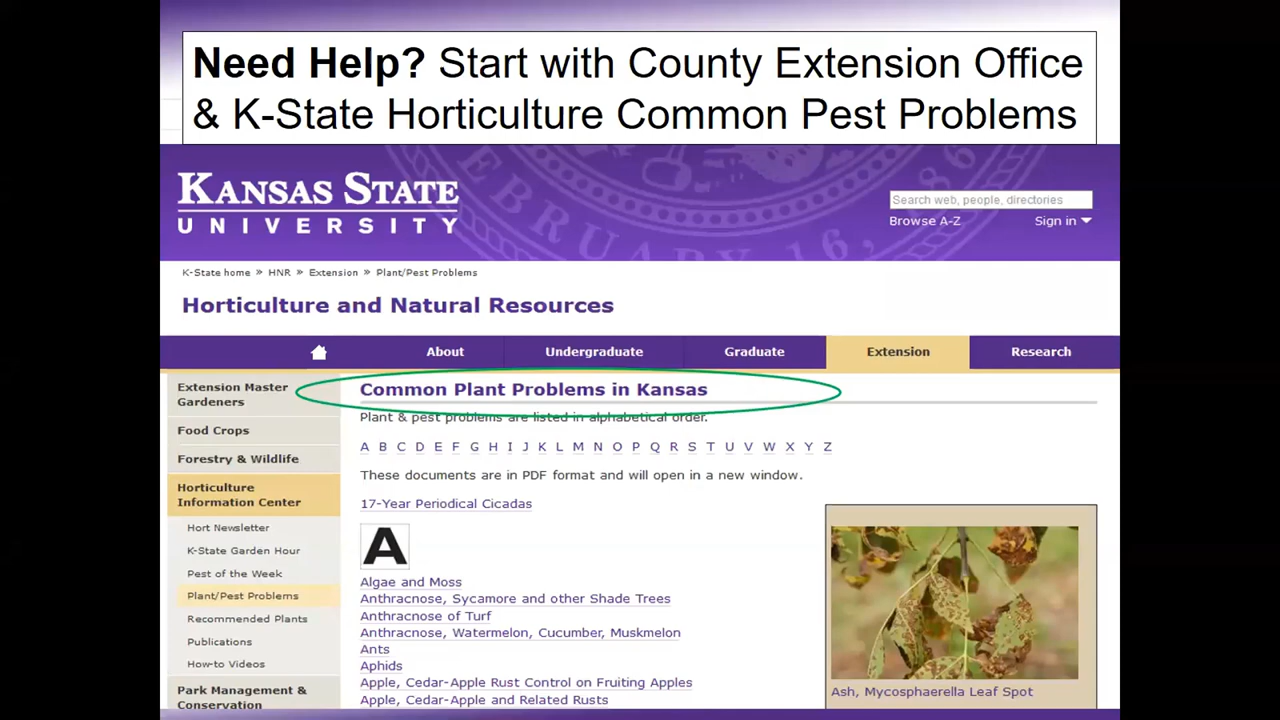 Need Help? Start with County Extension Office
& K-State Horticulture Common Pest Problems
KANSAS STATE
UNIVERSITY
FEBRUARY 16, 186
Search web, people, directories
Browse A-Z
Sign in
K-State home » HNR » Extension » Plant/Pest Problems
Horticulture and Natural Resources
About
Undergraduate
Graduate
Extension
Research
Extension Master
Gardeners
Food Crops
Forestry & Wildlife
Horticulture
Information Center
Hort Newsletter
K-State Garden Hour
Pest of the Week
Plant/Pest Problems
Recommended Plants
Publications
How-to Videos
Park Management &
Conservation
Common Plant Problems in Kansas
Plant & pest problems are listed in alphabetical order.
A B C D E F G H I J K L M N O P Q R S T U V W X Y Z
These documents are in PDF format and will open in a new window.
17-Year Periodical Cicadas
A
Algae and Moss
Anthracnose, Sycamore and other Shade Trees
Anthracnose of Turf
Anthracnose, Watermelon, Cucumber, Muskmelon
Ants
Aphids
Apple, Cedar-Apple Rust Control on Fruiting Apples
Apple, Cedar-Apple and Related Rusts
Ash, Mycosphaerella Leaf Spot